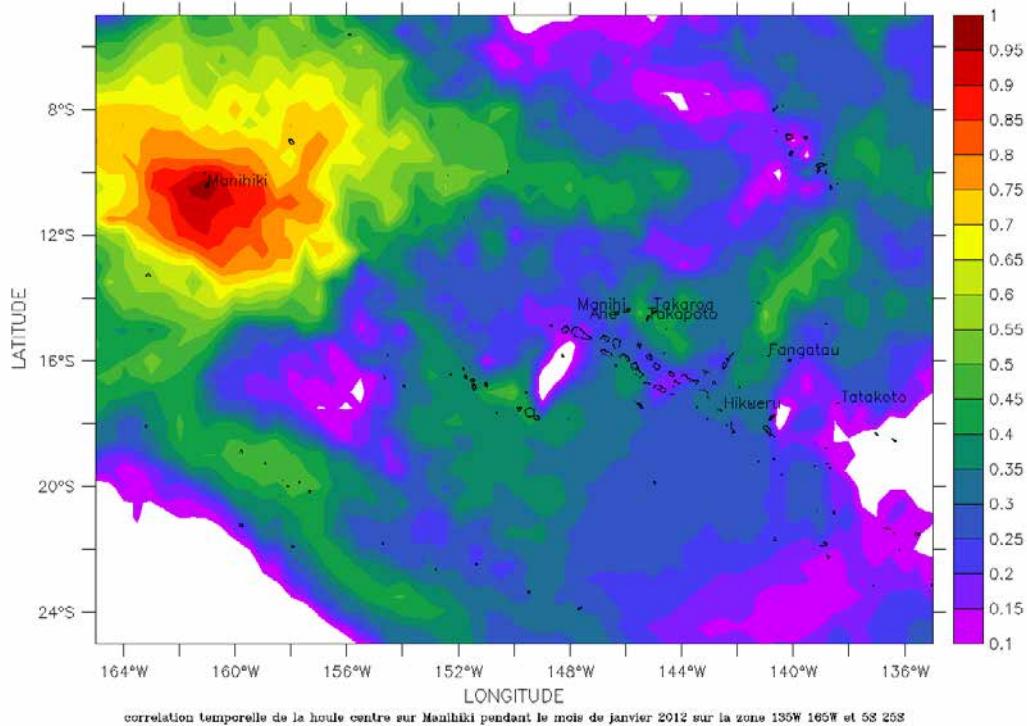 1
0.95
0.9
0.85
0.8
0.75
0.7
0.65
0.6
0.55
0.5
0.45
0.4
0.35
0.3
0.25
0.2
0.15
0.1
8°S
12°S
16°S
20°S
24°S
LATITUDE
Manihiki
Manihi Takaroa
Ahe Takapoto
Fangatau
Hikueru
Tatakoto
164°W 160°W 156°W 152°W 148°W 144°W 140°W 136°W
LONGITUDE
correlation temporelle de la houle centre sur Manihiki pendant le mois de janvier 2012 sur la zone 135W 165W et 5S 25S